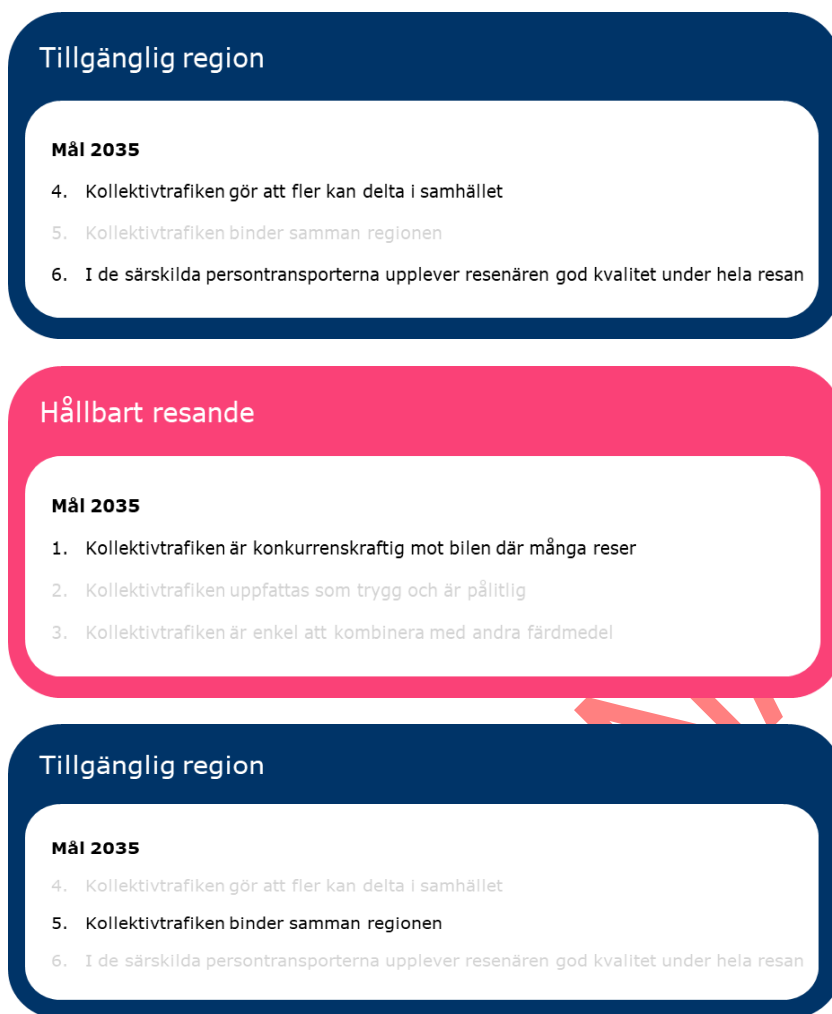 Tillgänglig region
Mål 2035
4. Kollektivtrafiken gör att fler kan delta i samhället
5. Kollektivtrafiken binder samman regionen
6. I de särskilda persontransporterna upplever resenären god kvalitet under hela resan
Hållbart resande
Mål 2035
1. Kollektivtrafiken är konkurrenskraftig mot bilen där många reser
2. Kollektivtrafiken uppfattas som trygg och är pålitlig
3. Kollektivtrafiken är enkel att kombinera med andra färdmedel
Tillgänglig region
Mål 2035
4. Kollektivtrafiken gör att fler kan delta i samhället
5. Kollektivtrafiken binder samman regionen
6. I de särskilda persontransporterna upplever resenären god kvalitet under hela resan